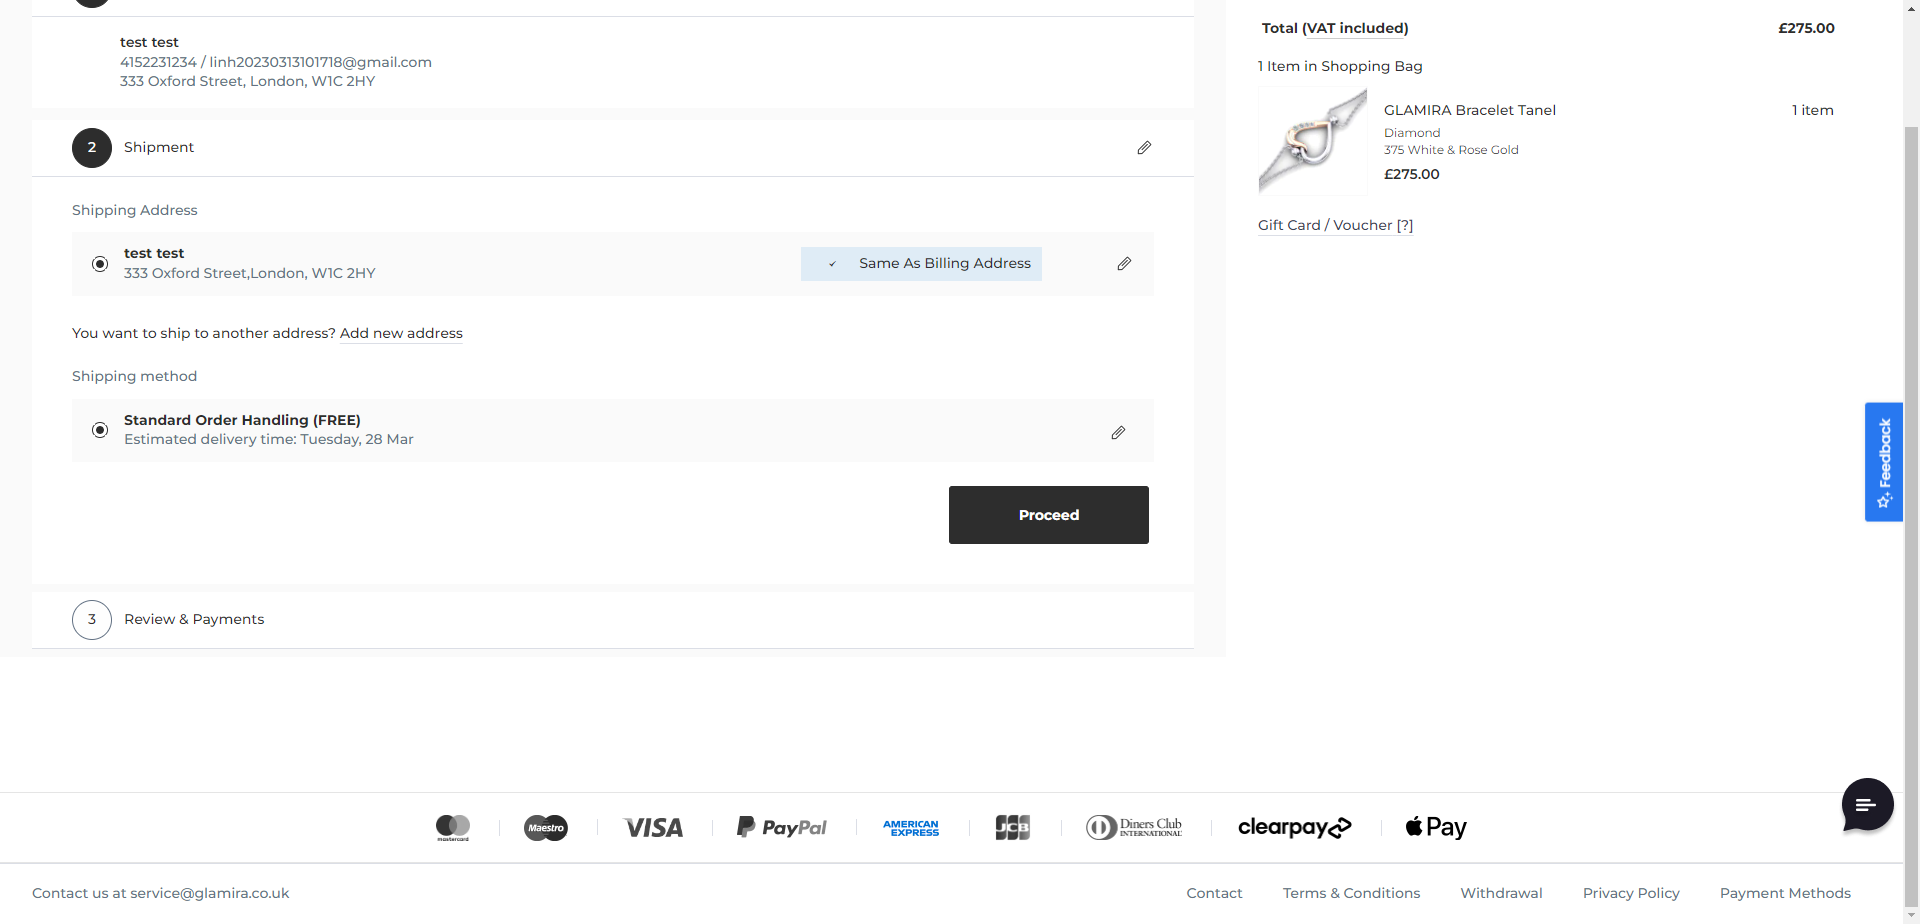 test test
4152231234 / linh20230313101718@gmail.com
333 Oxford Street, London, W1C 2HY
2 Shipment
Shipping Address
test test
333 Oxford Street,London, W1C 2HY
Same As Billing Address
You want to ship to another address? Add new address
Shipping method
Standard Order Handling (FREE)
Estimated delivery time: Tuesday, 28 Mar
Proceed
3 Review & Payments
Total (VAT included) £275.00
1 Item in Shopping Bag
GLAMIRA Bracelet Tanel 1 item
Diamond
375 White & Rose Gold
£275.00
Gift Card / Voucher [?]
Feedback
mastercard Maestro VISA PayPal AMERICAN EXPRESS JCB Diners Club INTERNATIONAL clearpay Pay
Contact us at service@glamira.co.uk Contact Terms & Conditions Withdrawal Privacy Policy Payment Methods